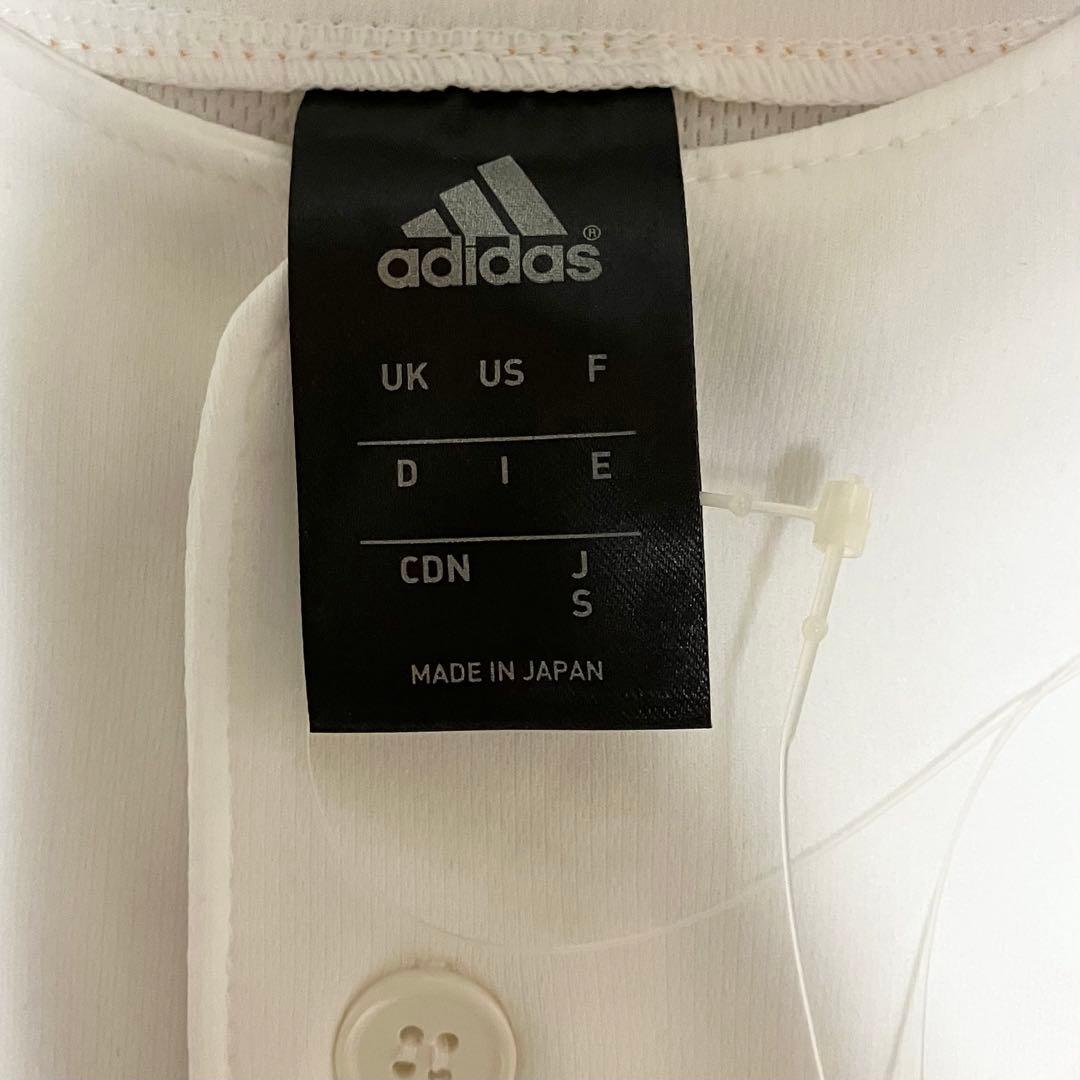 adidas®
UK US F
D I E
CDN J
S
MADE IN JAPAN